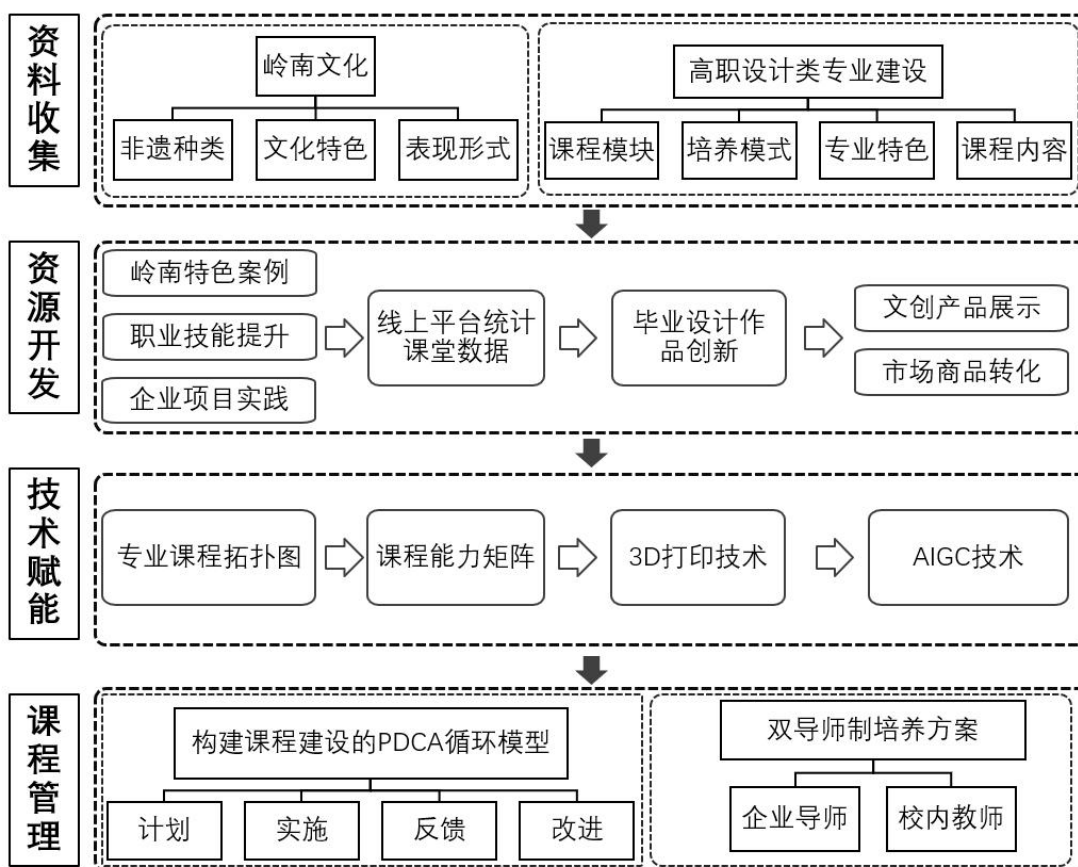 资料收集
岭南文化
非遗种类
文化特色
表现形式
高职设计类专业建设
课程模块
培养模式
专业特色
课程内容
资源开发
岭南特色案例
职业技能提升
企业项目实践
线上平台统计
课堂数据
毕业设计作
品创新
文创产品展示
市场商品转化
技术赋能
专业课程拓扑图
课程能力矩阵
3D打印技术
AIGC技术
课程管理
构建课程建设的PDCA循环模型
计划
实施
反馈
改进
双导师制培养方案
企业导师
校内教师